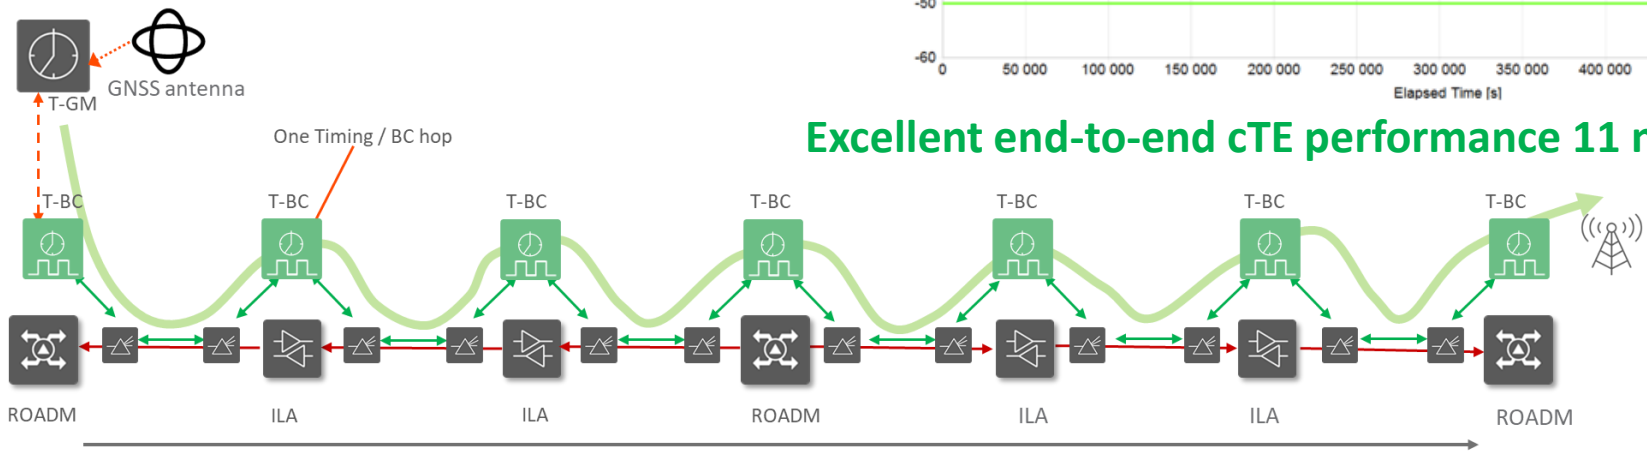 -50
-60
0 50 000 100 000 150 000 200 000 250 000 300 000 350 000 400 000
Elapsed Time [s]
GNSS antenna
T-GM
One Timing / BC hop
Excellent end-to-end cTE performance 11
T-BC T-BC T-BC T-BC T-BC T-BC T-BC
ROADM ILA ILA ROADM ILA ILA ROADM